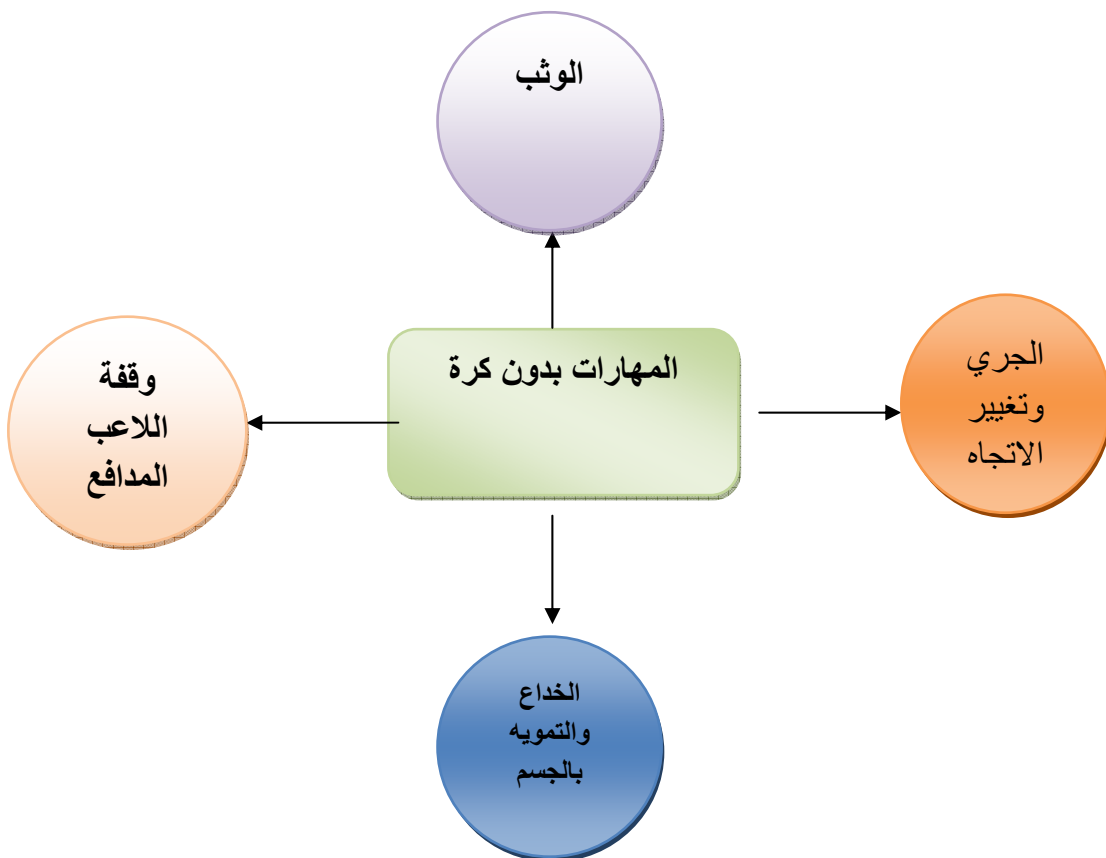 الوثب
المهارات بدون كرة
الجري
وتغيير
الاتجاه
وقفة
اللاعب
المدافع
الخداع
والتمويه
بالجسم